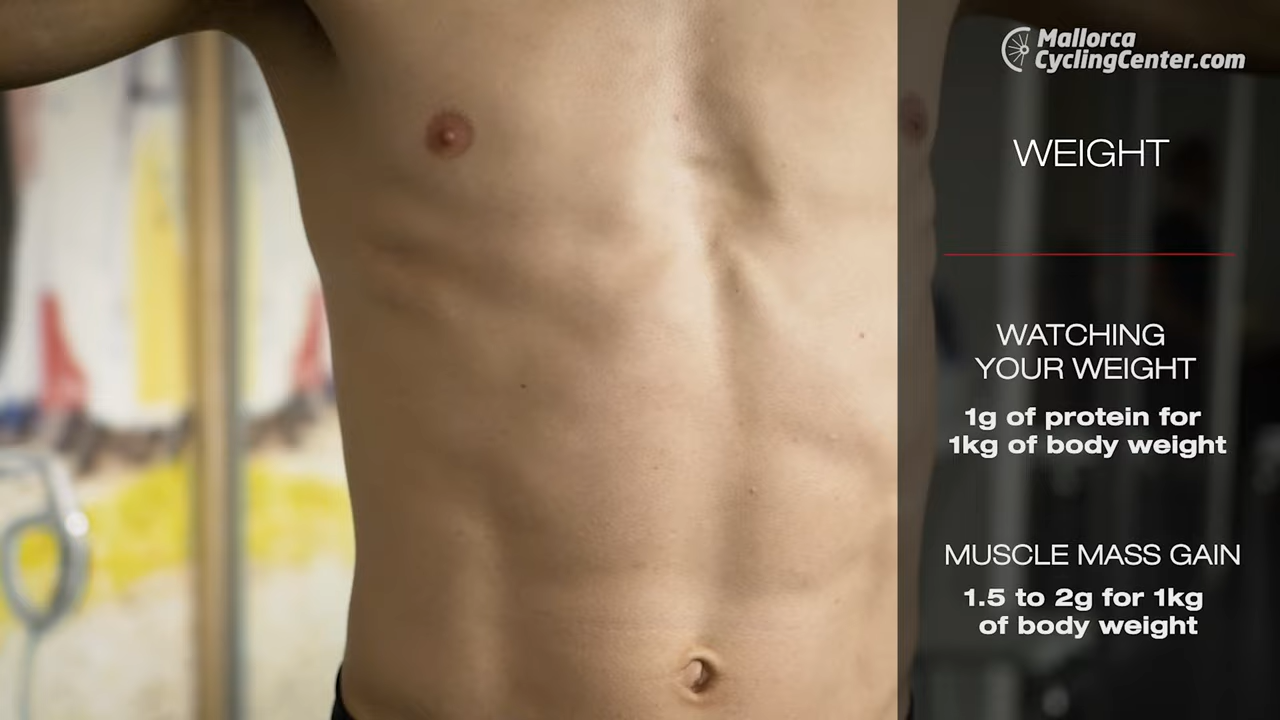 Mallorca
CyclingCenter.com
WEIGHT
WATCHING
YOUR WEIGHT
1g of protein for
1kg of body weight
MUSCLE MASS GAIN
1.5 to 2g for 1kg
of body weight